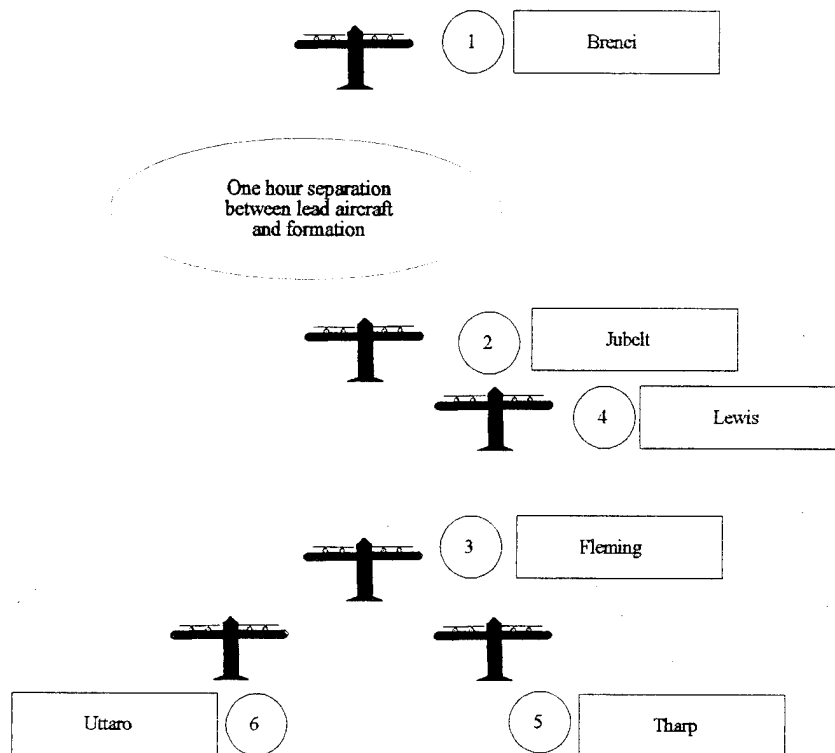 1 Brenci
One hour separation
between lead aircraft
and formation
2 Jubelt
4 Lewis
3 Fleming
Uttaro 6
5 Tharp